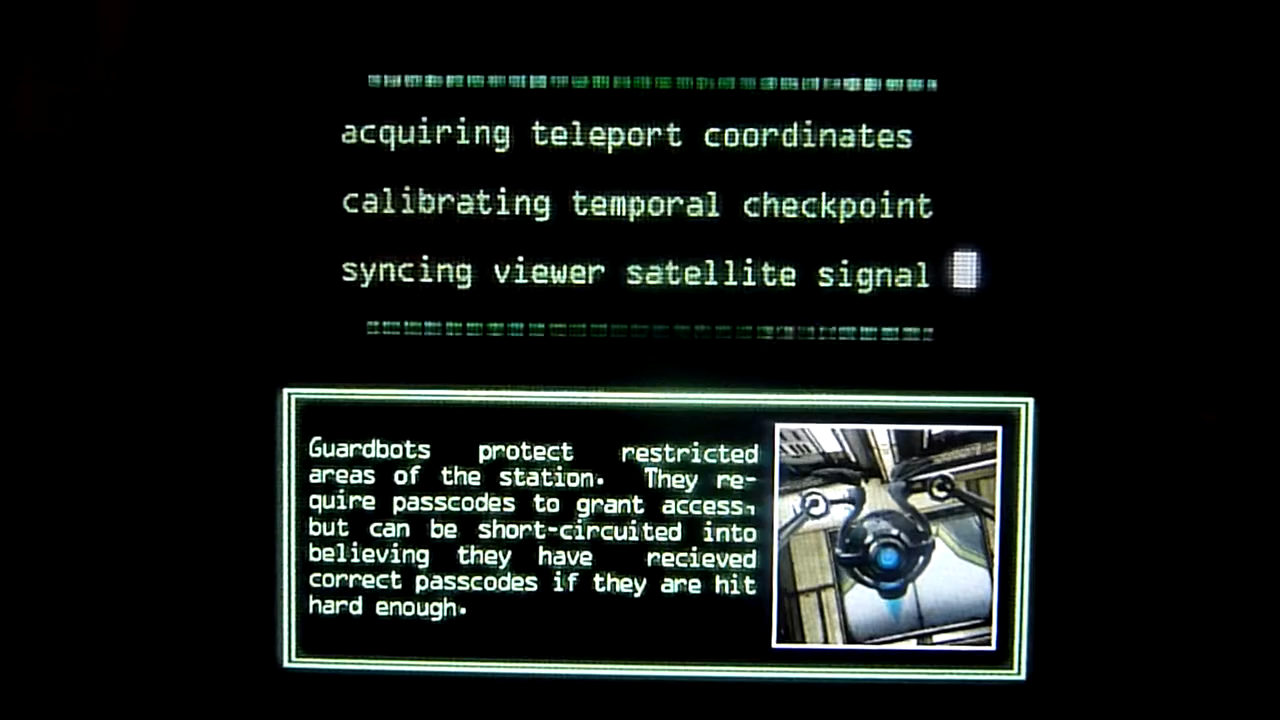 acquiring teleport coordinates
calibrating temporal checkpoint
syncing viewer satellite signal
Guardbots protect restricted
areas of the station. They re-
quire passcodes to grant access,
but can be short-circuited into
believing they have recieved
correct passcodes if they are hit
hard enough.